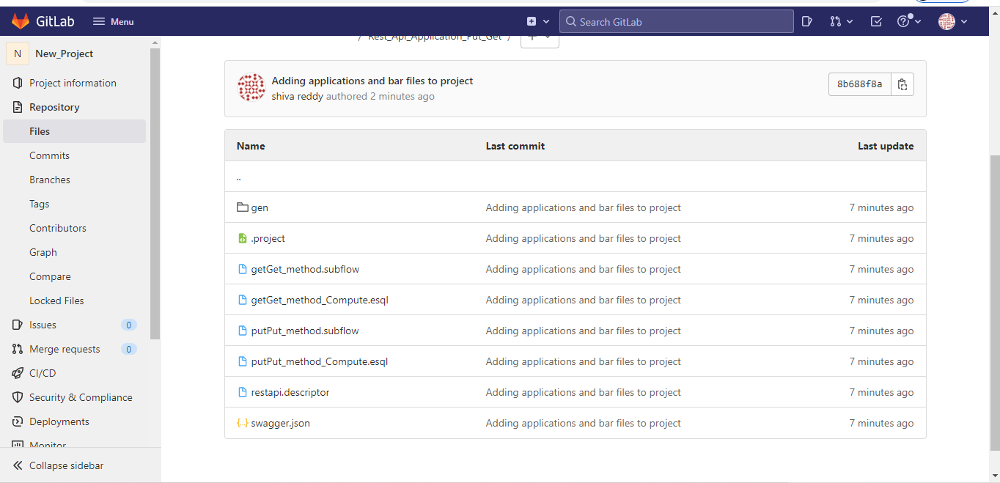 GitLab
Menu
Search GitLab
N New_Project
Project information
Repository
Files
Commits
Branches
Tags
Contributors
Graph
Compare
Locked Files
Issues 0
Merge requests 0
CI/CD
Security & Compliance
Deployments
Monitor
Collapse sidebar
/ Rest_Api_Application_Put_Get / +
Adding applications and bar files to project
shiva reddy authored 2 minutes ago
8b688f8a
Name Last commit Last update
..
gen Adding applications and bar files to project 7 minutes ago
.project Adding applications and bar files to project 7 minutes ago
getGet_method.subflow Adding applications and bar files to project 7 minutes ago
getGet_method_Compute.esql Adding applications and bar files to project 7 minutes ago
putPut_method.subflow Adding applications and bar files to project 7 minutes ago
putPut_method_Compute.esql Adding applications and bar files to project 7 minutes ago
restapi.descriptor Adding applications and bar files to project 7 minutes ago
swagger.json Adding applications and bar files to project 7 minutes ago